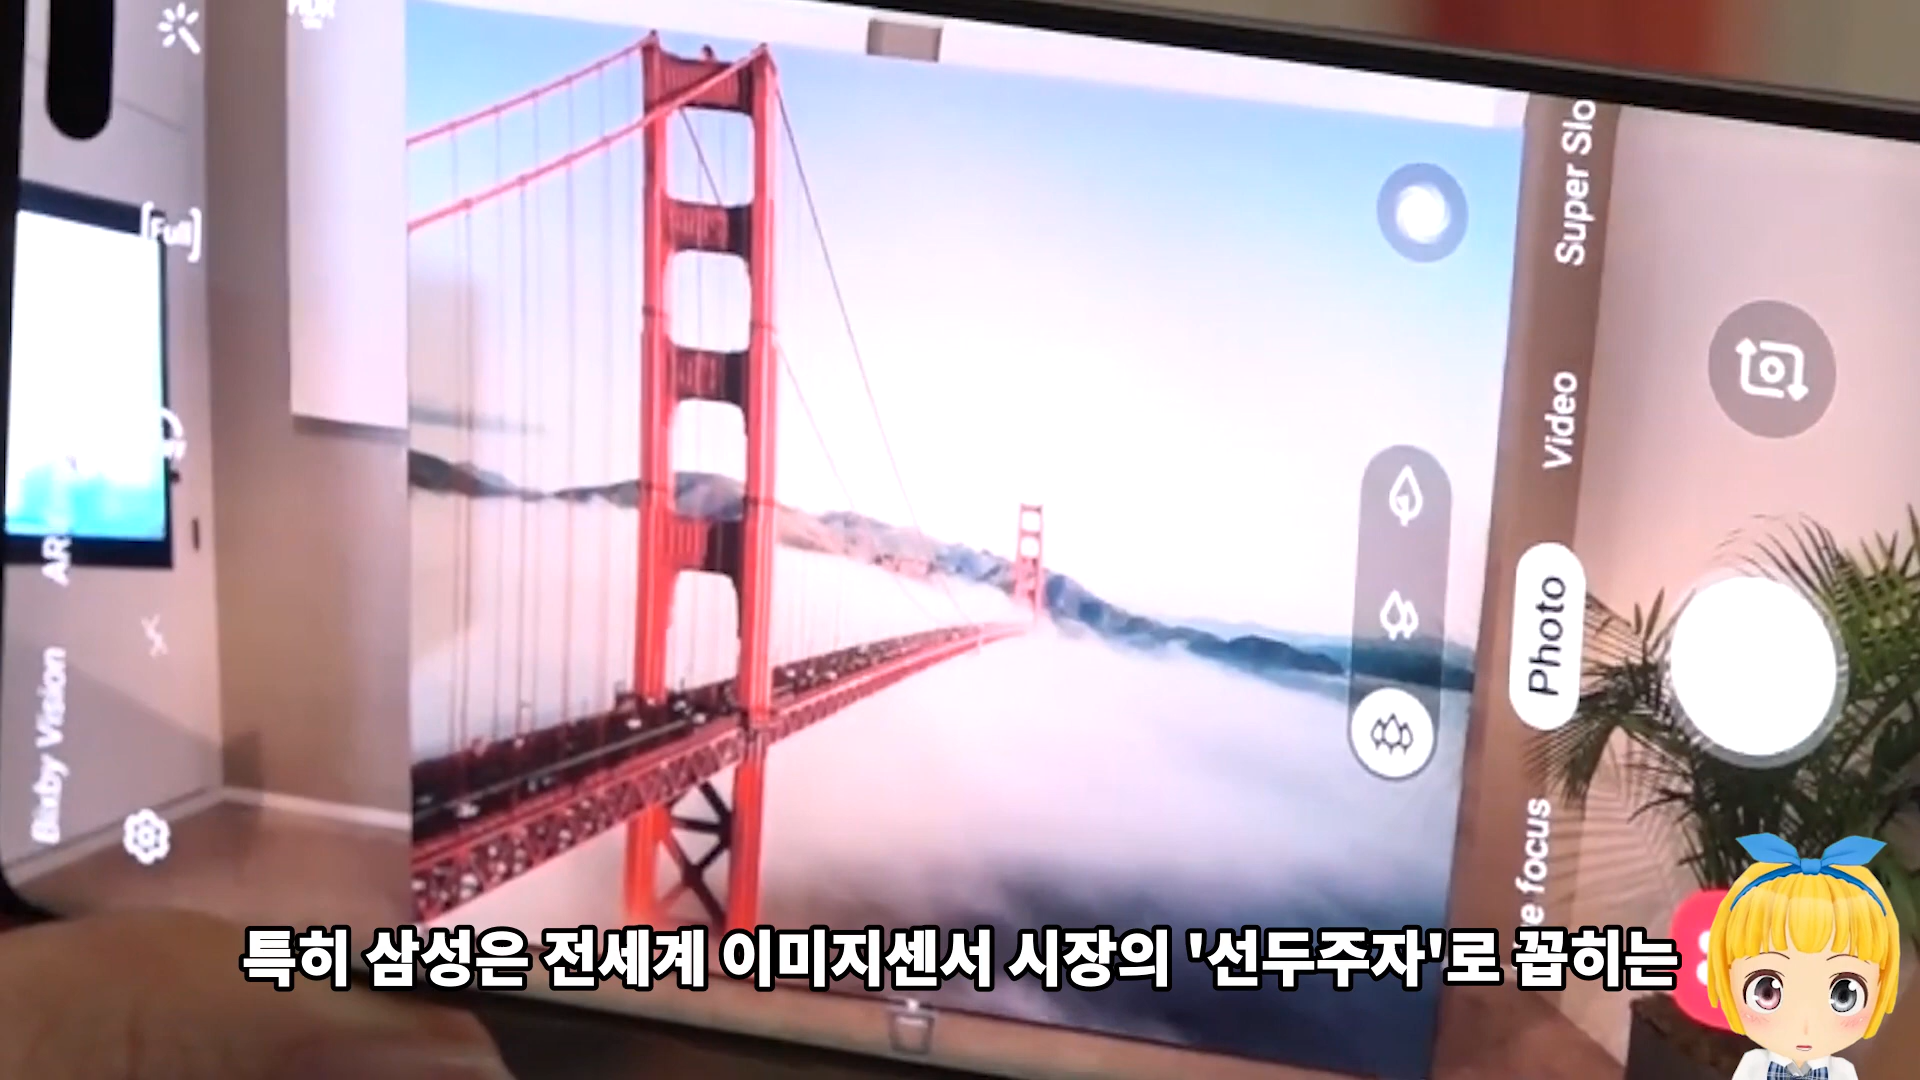 HDR
[Full]
AR
Bixby Vision
Super Slo
Video
Photo
e focus
특히 삼성은 전세계 이미지센서 시장의 '선두주자'로 꼽히는